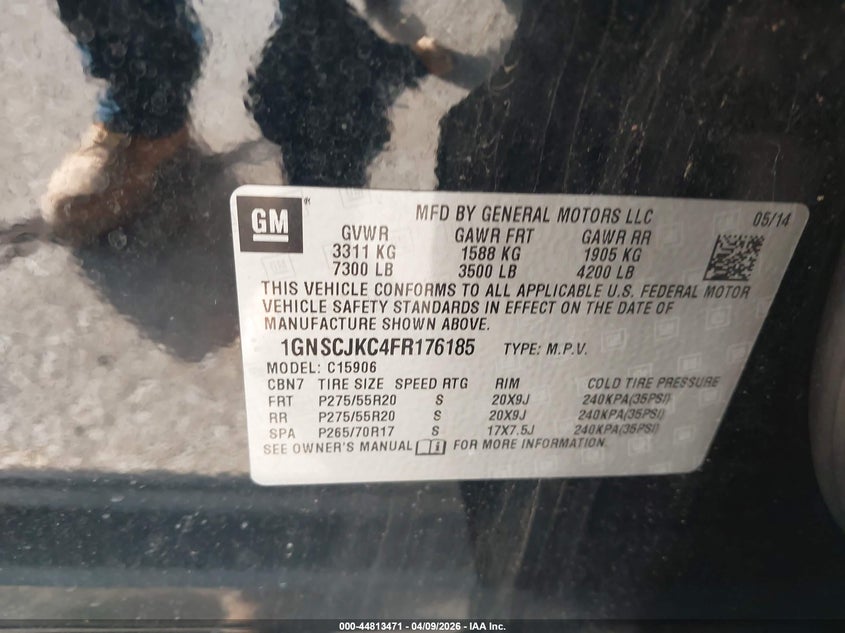 GM
MFD BY GENERAL MOTORS LLC 05/14
GVWR GAWR FRT GAWR RR
3311 KG 1588 KG 1905 KG
7300 LB 3500 LB 4200 LB
THIS VEHICLE CONFORMS TO ALL APPLICABLE U.S. FEDERAL MOTOR
VEHICLE SAFETY STANDARDS IN EFFECT ON THE DATE OF
MANUFACTURE SHOWN ABOVE.
1GNSCJKC4FR176185 TYPE: M.P.V.
MODEL: C15906
CBN7 TIRE SIZE SPEED RTG RIM COLD TIRE PRESSURE
FRT P275/55R20 S 20X9J 240KPA(35PSI)
RR P275/55R20 S 20X9J 240KPA(35PSI)
SPA P265/70R17 S 17X7.5J 240KPA(35PSI)
SEE OWNER'S MANUAL FOR MORE INFORMATION.
000-44813471 | 04/09/2026 | IAA Inc.